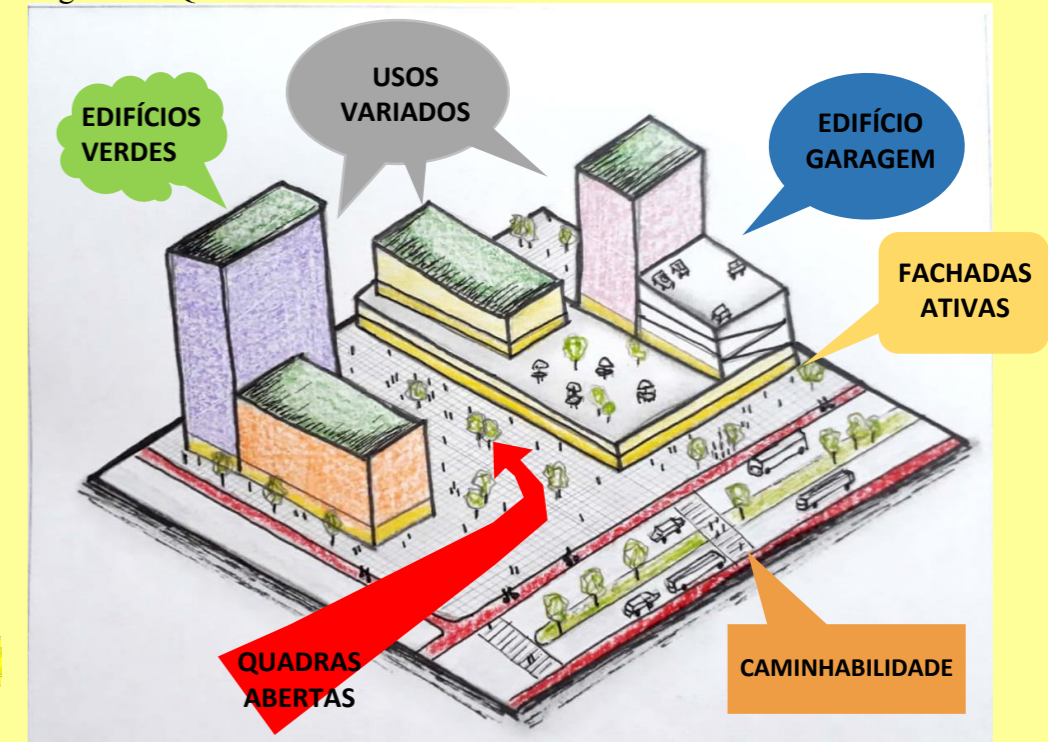 USOS
VARIADOS
EDIFÍCIOS
VERDES
EDIFÍCIO
GARAGEM
FACHADAS
ATIVAS
QUADRAS
ABERTAS
CAMINHABILIDADE